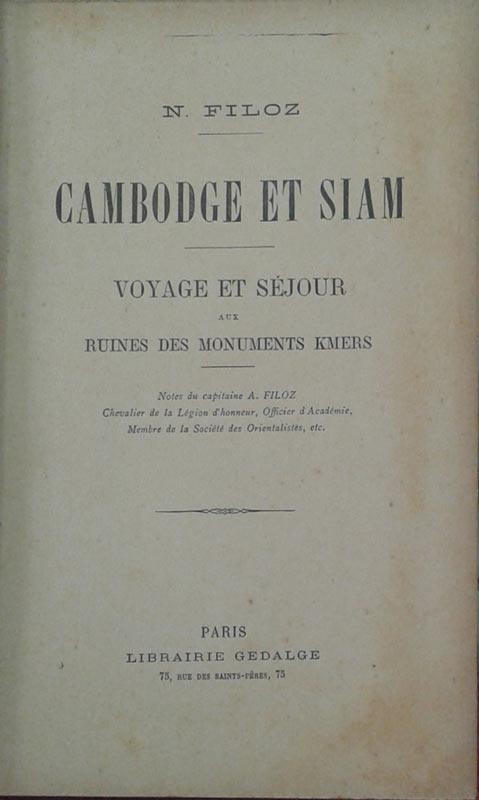 N. FILOZ
CAMBODGE ET SIAM
VOYAGE ET SÉJOUR
AUX
RUINES DES MONUMENTS KMERS
Notes du capitaine A. FILOZ
Chevalier de la Légion d'honneur, Officier d'Académie,
Membre de la Société des Orientalistes, etc.
PARIS
LIBRAIRIE GEDALGE
75, RUE DES SAINTS-PÈRES, 75